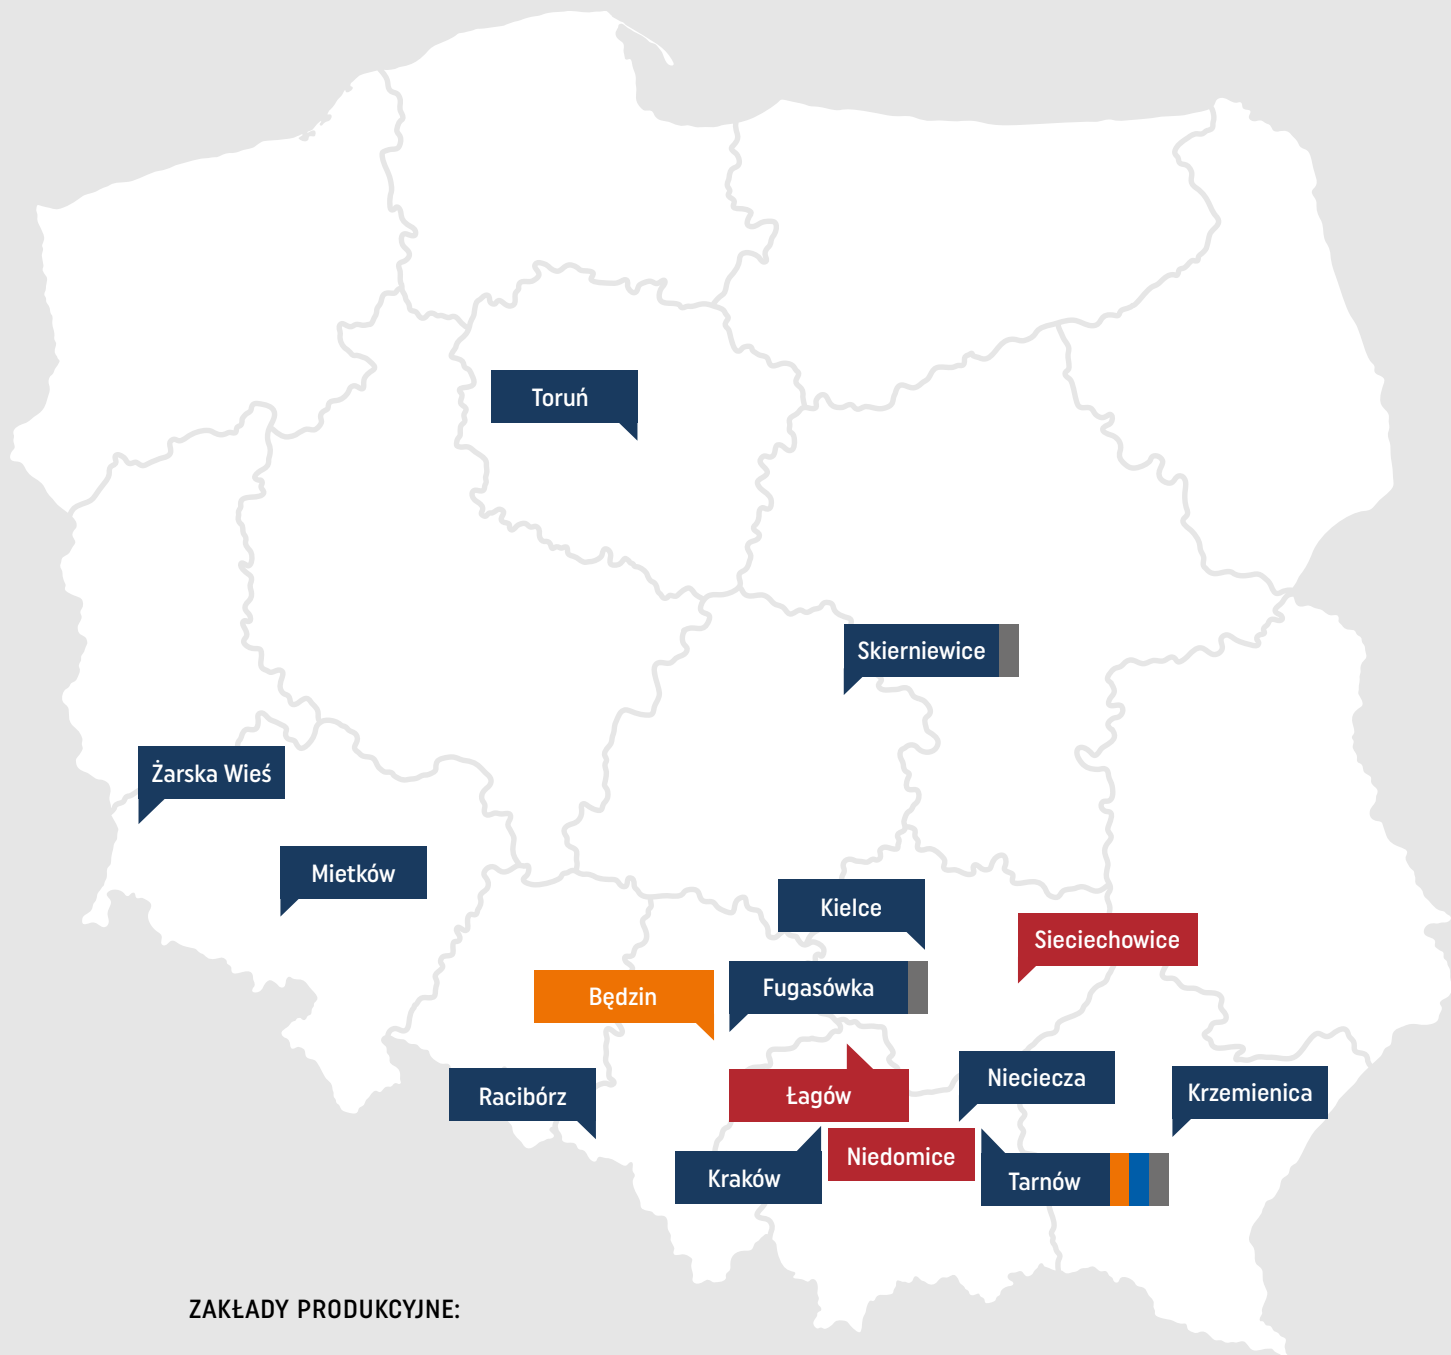 Toruń
Skierniewice
Żarska Wieś
Mietków
Kielce
Sieciechowice
Będzin
Fugasówka
Racibórz
Łagów
Nieciecza
Krzemienica
Kraków
Niedomice
Tarnów
ZAKŁADY PRODUKCYJNE: